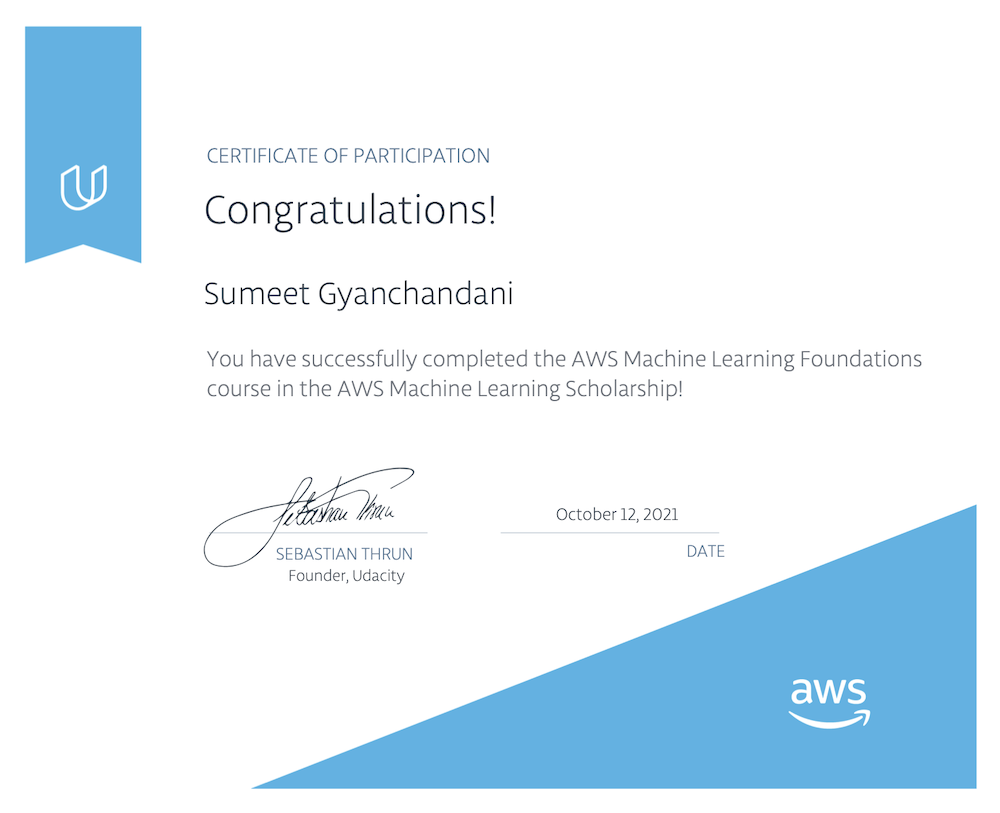 CERTIFICATE OF PARTICIPATION
Congratulations!
Sumeet Gyanchandani
You have successfully completed the AWS Machine Learning Foundations
course in the AWS Machine Learning Scholarship!
Sebastian Thrun
October 12, 2021
SEBASTIAN THRUN
DATE
Founder, Udacity
aws